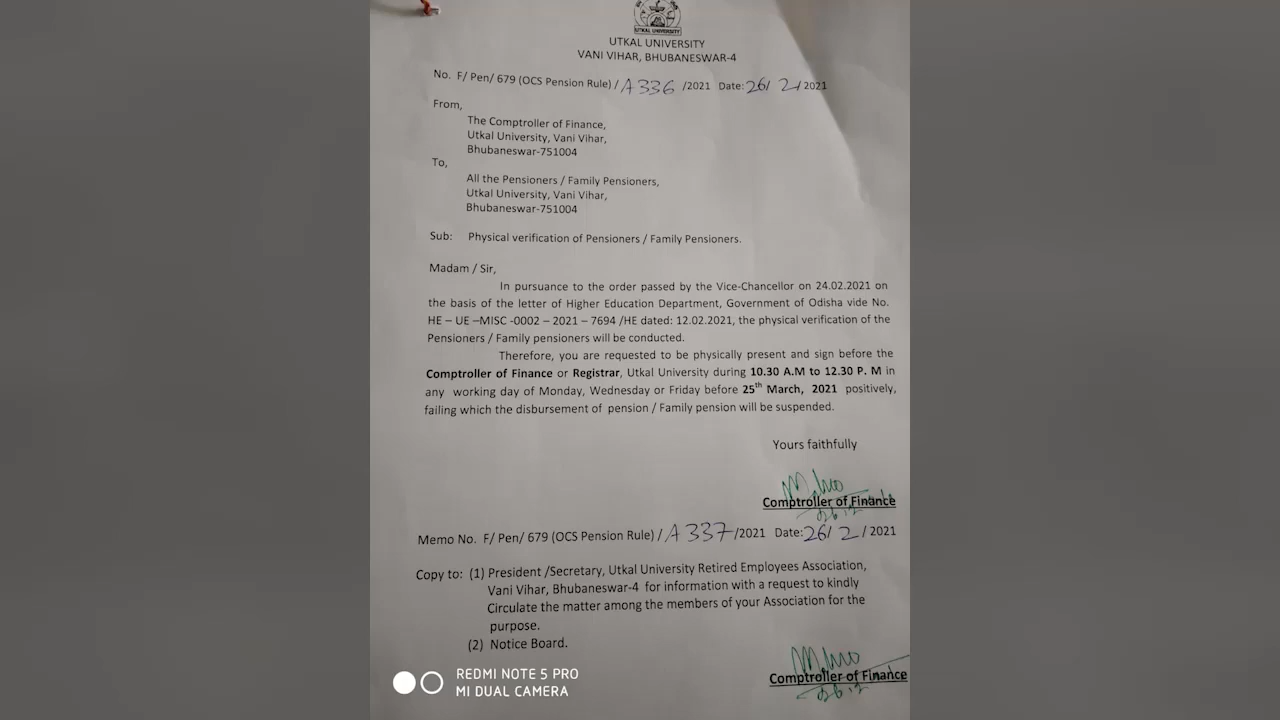 UTKAL UNIVERSITY
UTKAL UNIVERSITY
VANI VIHAR, BHUBANESWAR-4
No. F/ Pen/ 679 (OCS Pension Rule) / A 336 /2021 Date: 26/ 2/ 2021
From,
The Comptroller of Finance,
Utkal University, Vani Vihar,
Bhubaneswar-751004
To,
All the Pensioners / Family Pensioners,
Utkal University, Vani Vihar,
Bhubaneswar-751004
Sub: Physical verification of Pensioners / Family Pensioners.
Madam / Sir,
In pursuance to the order passed by the Vice-Chancellor on 24.02.2021 on
the basis of the letter of Higher Education Department, Government of Odisha vide No.
HE – UE –MISC -0002 – 2021 – 7694 /HE dated: 12.02.2021, the physical verification of the
Pensioners / Family pensioners will be conducted.
Therefore, you are requested to be physically present and sign before the
Comptroller of Finance or Registrar, Utkal University during 10.30 A.M to 12.30 P. M in
any working day of Monday, Wednesday or Friday before 25th March, 2021 positively,
failing which the disbursement of pension / Family pension will be suspended.
Yours faithfully
Comptroller of Finance
Memo No. F/ Pen/ 679 (OCS Pension Rule) / A 337 /2021 Date: 26/ 2 / 2021
Copy to: (1) President /Secretary, Utkal University Retired Employees Association,
Vani Vihar, Bhubaneswar-4 for information with a request to kindly
Circulate the matter among the members of your Association for the
purpose.
(2) Notice Board.
Comptroller of Finance
REDMI NOTE 5 PRO
MI DUAL CAMERA